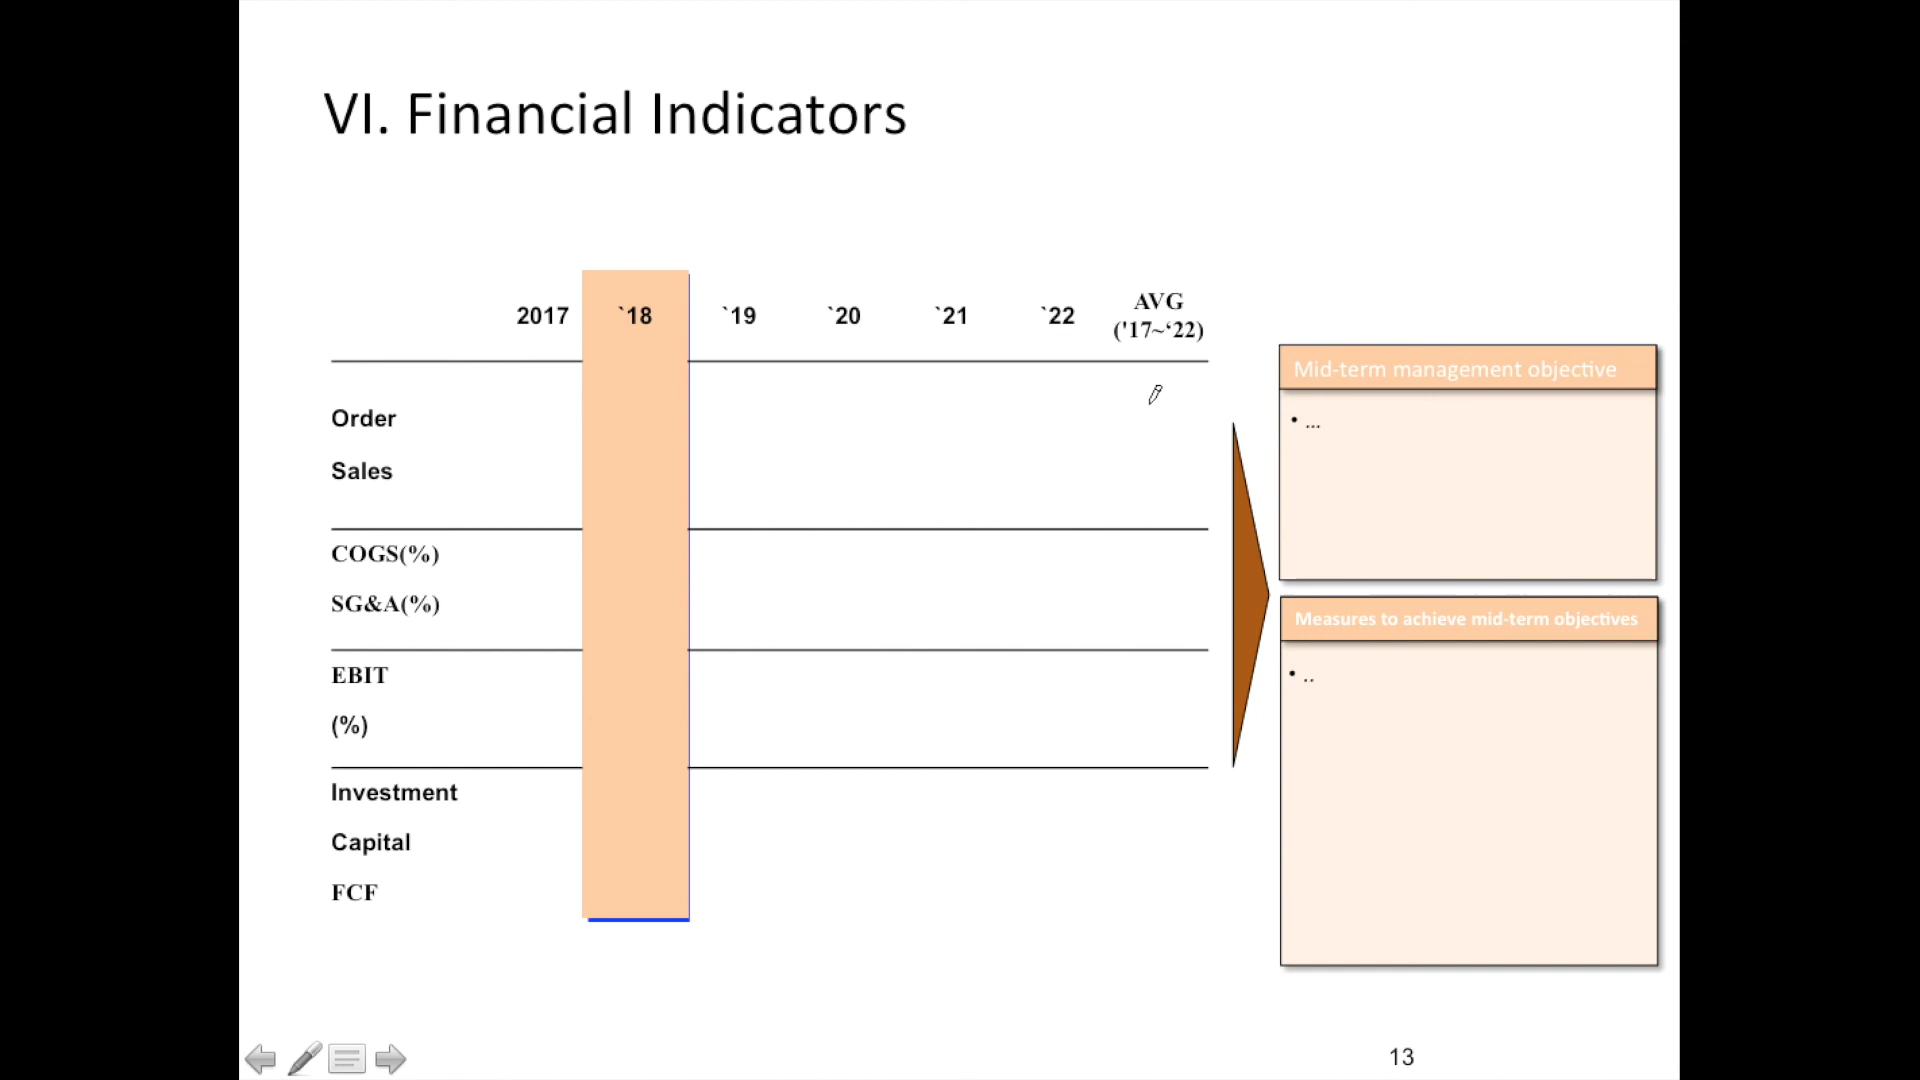 VI. Financial Indicators
2017 `18 `19 `20 `21 `22 AVG
('17~‘22)
Order
Sales
COGS(%)
SG&A(%)
EBIT
(%)
Investment
Capital
FCF
Mid-term management objective
• ...
Measures to achieve mid-term objectives
• ..
13